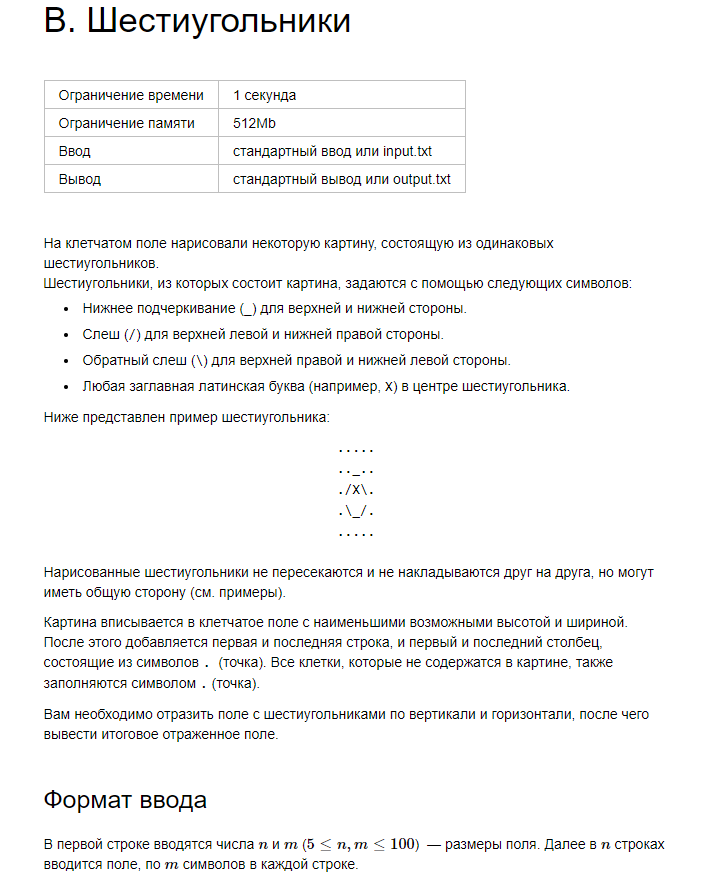 B. Шестиугольники
Ограничение времени 1 секунда
Ограничение памяти 512Mb
Ввод стандартный ввод или input.txt
Вывод стандартный вывод или output.txt
На клетчатом поле нарисовали некоторую картину, состоящую из одинаковых
шестиугольников.
Шестиугольники, из которых состоит картина, задаются с помощью следующих символов:
• Нижнее подчеркивание (_) для верхней и нижней стороны.
• Слеш (/) для верхней левой и нижней правой стороны.
• Обратный слеш (\) для верхней правой и нижней левой стороны.
• Любая заглавная латинская буква (например, X) в центре шестиугольника.
Ниже представлен пример шестиугольника:
.....
.._..
./X\.
.\_/.
.....
Нарисованные шестиугольники не пересекаются и не накладываются друг на друга, но могут
иметь общую сторону (см. примеры).
Картина вписывается в клетчатое поле с наименьшими возможными высотой и шириной.
После этого добавляется первая и последняя строка, и первый и последний столбец,
состоящие из символов . (точка). Все клетки, которые не содержатся в картине, также
заполняются символом . (точка).
Вам необходимо отразить поле с шестиугольниками по вертикали и горизонтали, после чего
вывести итоговое отраженное поле.
Формат ввода
В первой строке вводятся числа n и m (5 ≤ n, m ≤ 100) — размеры поля. Далее в n строках
вводится поле, по m символов в каждой строке.